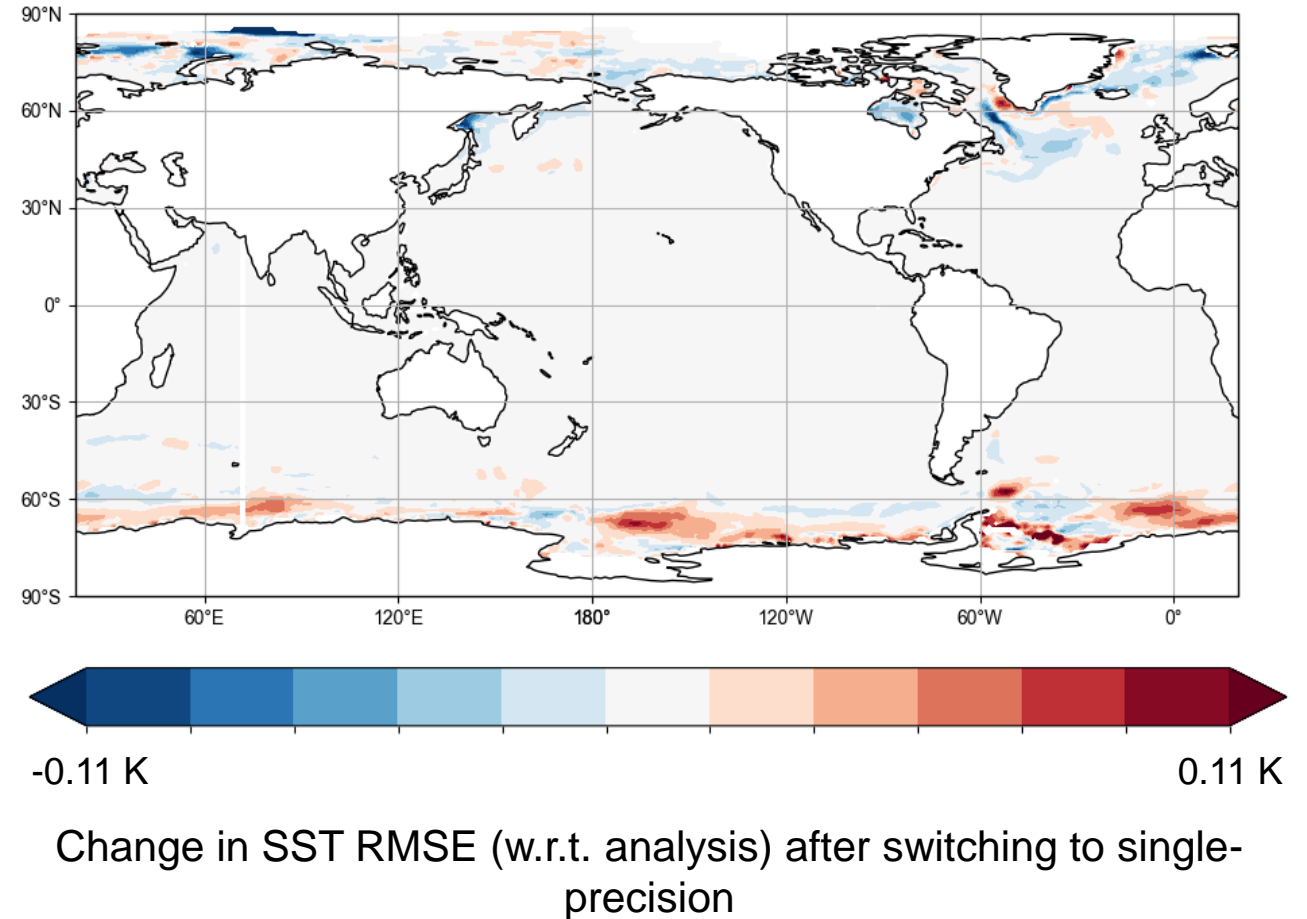 90°N
60°N
30°N
0°
30°S
60°S
90°S
60°E 120°E 180° 120°W 60°W 0°
-0.11 K 0.11 K
Change in SST RMSE (w.r.t. analysis) after switching to single-
precision